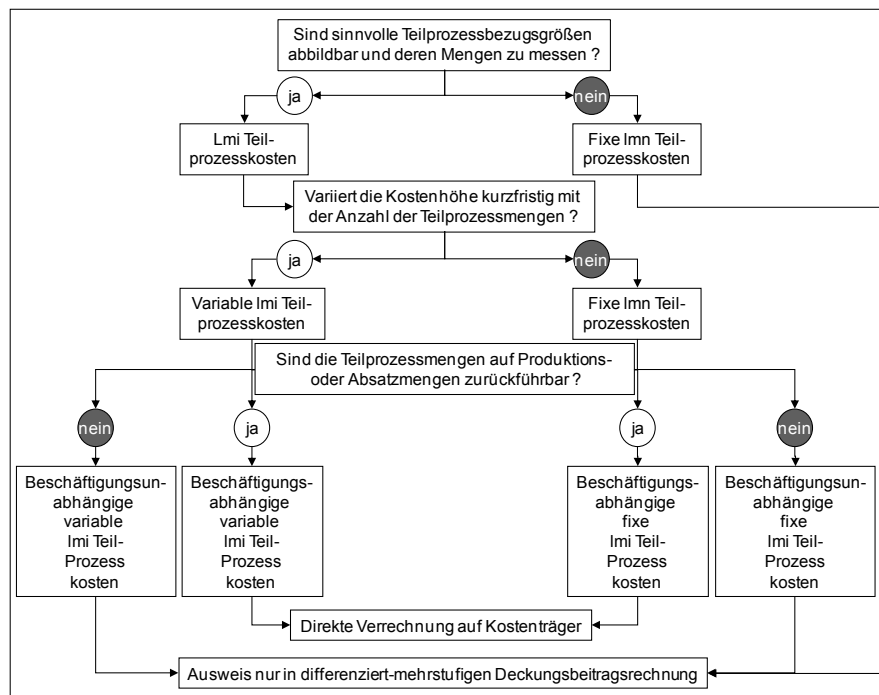 Sind sinnvolle Teilprozessbezugsgrößen
abbildbar und deren Mengen zu messen ?
ja
nein
Lmi Teil-
prozesskosten
Fixe lmn Teil-
prozesskosten
Variiert die Kostenhöhe kurzfristig mit
der Anzahl der Teilprozessmengen ?
ja
nein
Variable lmi Teil-
prozesskosten
Fixe lmn Teil-
prozesskosten
Sind die Teilprozessmengen auf Produktions-
oder Absatzmengen zurückführbar ?
nein
ja
ja
nein
Beschäftigungsun-
abhängige
variable
lmi Teil-
Prozess
kosten
Beschäftigungs-
abhängige
variable
lmi Teil-
Prozess
kosten
Beschäftigungs-
abhängige
fixe
lmi Teil-
Prozess
kosten
Beschäftigungsun-
abhängige
fixe
lmi Teil-
Prozess
kosten
Direkte Verrechnung auf Kostenträger
Ausweis nur in differenziert-mehrstufigen Deckungsbeitragsrechnung